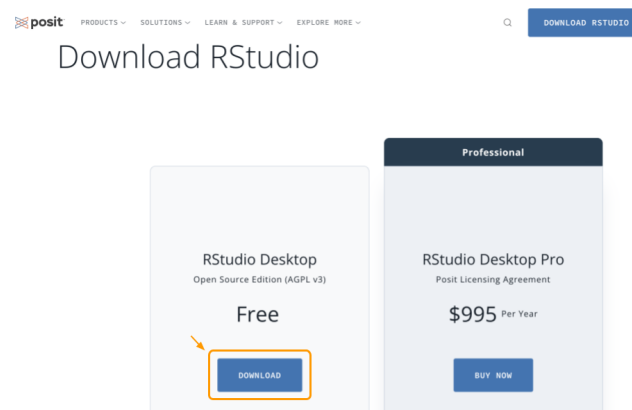 posit PRODUCTS SOLUTIONS LEARN & SUPPORT EXPLORE MORE DOWNLOAD RSTUDIO
Download RStudio
Professional
RStudio Desktop
Open Source Edition (AGPL v3)
Free
DOWNLOAD
RStudio Desktop Pro
Posit Licensing Agreement
$995 Per Year
BUY NOW